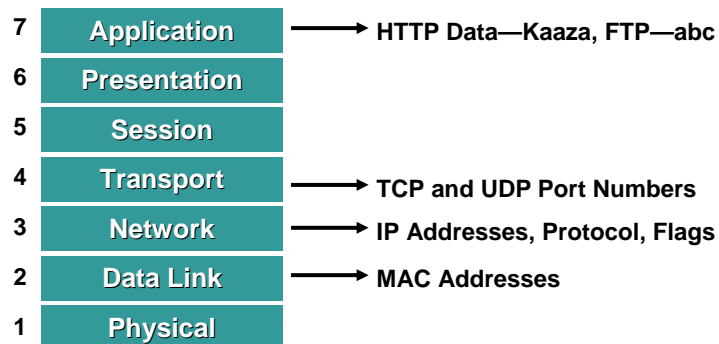 7 Application HTTP Data—Kaaza, FTP—abc
6 Presentation
5 Session
4 Transport TCP and UDP Port Numbers
3 Network IP Addresses, Protocol, Flags
2 Data Link MAC Addresses
1 Physical